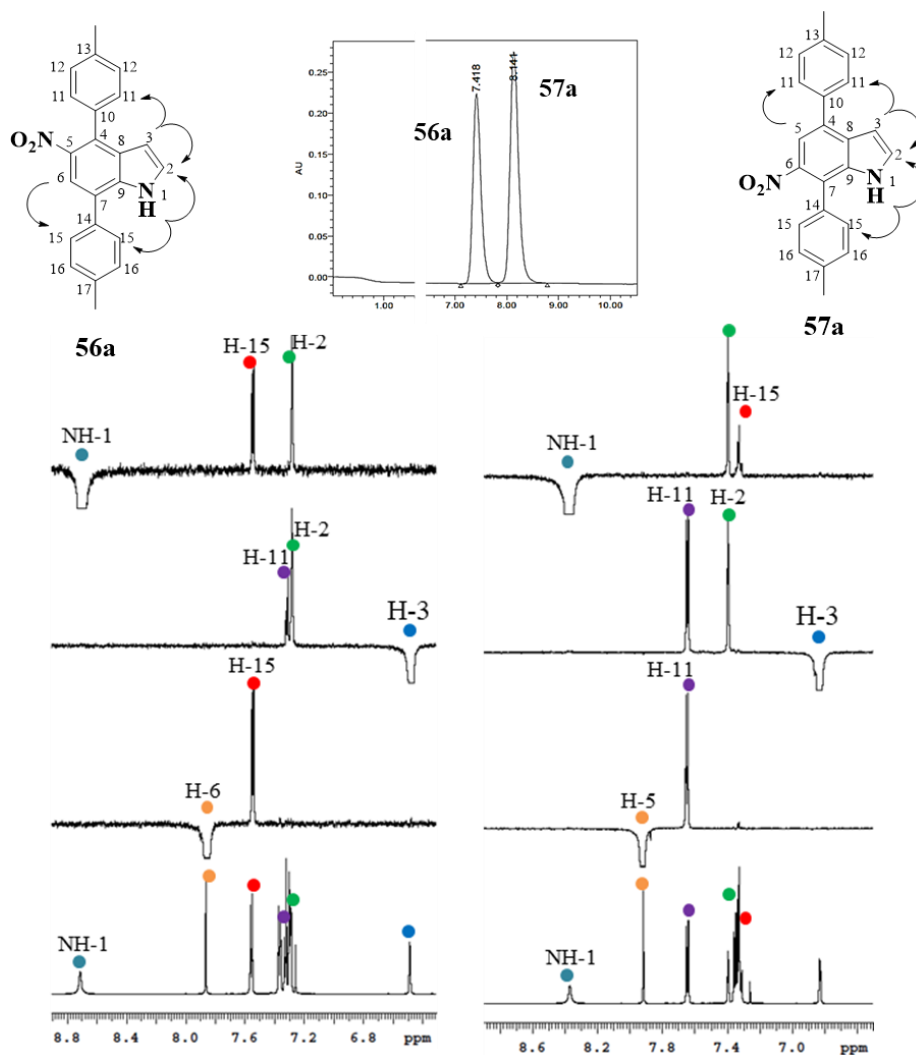 13
12
12
11
11
10
O₂N
4
3
5
8
2
6
9
1
7
N
H
14
15
15
16
16
17
56a
0.25
0.20
0.15
0.10
0.05
0.00
AU
7.418
8.141
56a
57a
1.00
7.00
8.00
9.00
10.00
13
12
12
11
11
10
4
3
5
8
2
6
9
1
O₂N
7
N
H
14
15
15
16
16
17
57a
H-15
H-2
NH-1
H-11
H-2
H-3
H-15
H-6
NH-1
8.8
8.4
8.0
7.6
7.2
6.8
ppm
H-15
NH-1
H-11
H-2
H-3
H-11
H-5
NH-1
8.6
8.2
7.8
7.4
7.0
ppm